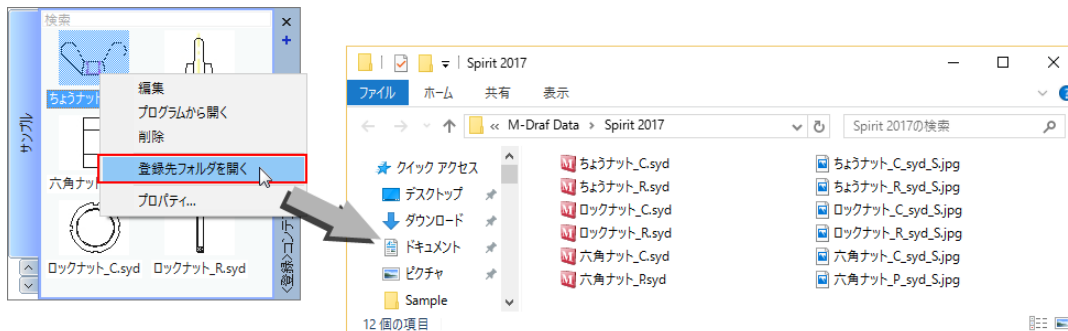 検索
サンプル
ちょうナット
六角ナッ
ロックナット_C.syd
ロックナット_R.syd
編集
プログラムから開く
削除
登録先フォルダを開く
プロパティ...
Spirit 2017
ファイル
ホーム
共有
表示
« M-Draf Data > Spirit 2017
Spirit 2017の検索
クイック アクセス
デスクトップ
ダウンロード
ドキュメント
ピクチャ
Sample
ちょうナット_C.syd
ちょうナット_R.syd
ロックナット_C.syd
ロックナット_R.syd
六角ナット_C.syd
六角ナット_P.syd
ちょうナット_C_syd_S.jpg
ちょうナット_R_syd_S.jpg
ロックナット_C_syd_S.jpg
ロックナット_R_syd_S.jpg
六角ナット_C_syd_S.jpg
六角ナット_P_syd_S.jpg
12 個の項目